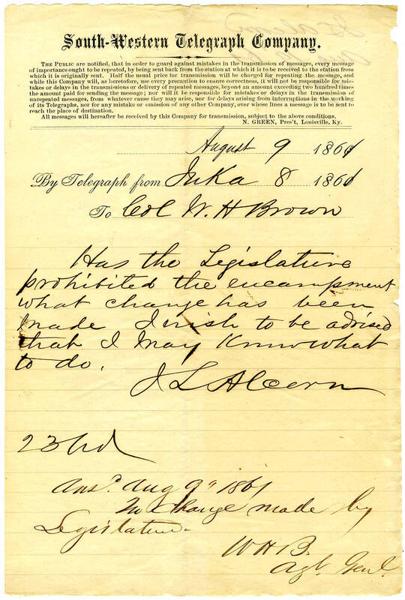 South-Western Telegraph Company.
THE PUBLIC are notified, that in order to guard against mistakes in the transmission of messages, every message
of importance ought to be repeated, by being sent back from the station at which it is to be received to the station from
which it is originally sent. Half the usual price for transmission will be charged for repeating the message, and
while this Company will, as heretofore, use every precaution to ensure correctness, it will not be responsible for mis-
takes or delays in the transmission or delivery of repeated messages, beyond an amount exceeding two hundred times
the amount paid for sending the message; nor will it be responsible for mistakes or delays in the transmission of
unrepeated messages, from whatever cause they may arise, nor for delays arising from interruptions in the working
of its Telegraphs, nor for any mistake or omission of any other Company, over whose lines a message is to be sent to
reach the place of destination.
All messages will hereafter be received by this Company for transmission, subject to the above conditions.
N. GREEN, Pres't, Louisville, Ky.
August 9 1861
By Telegraph from IuKa 8 1861
To Col W. H Brown
Has the Legislature
prohibited the encampment
what change has been
made I wish to be advised
that I may Know what
to do.
J L Alcorn
23
Ansd. Aug 9" 1861
No change made by
Legislature.
W H B.
Agt. Genl.